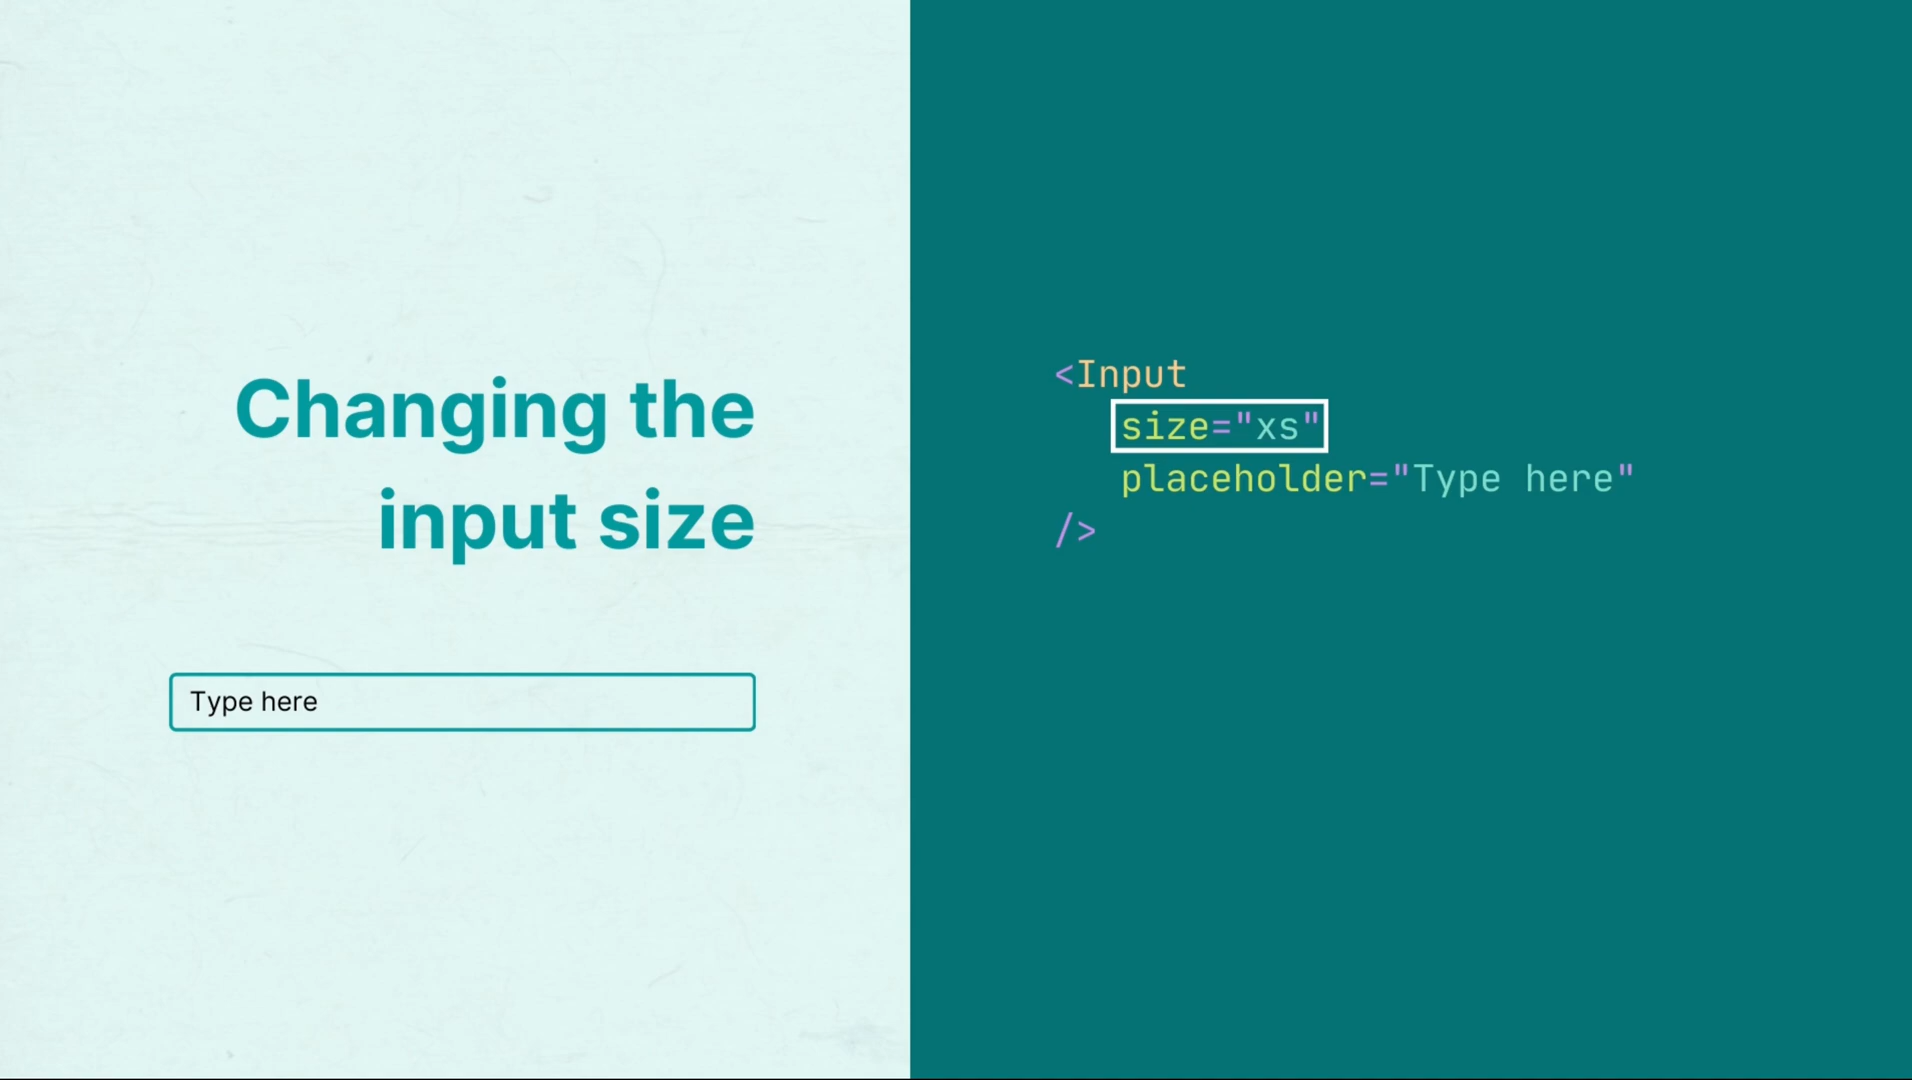 Changing the
input size
Type here
<Input
size="xs"
placeholder="Type here"
/>